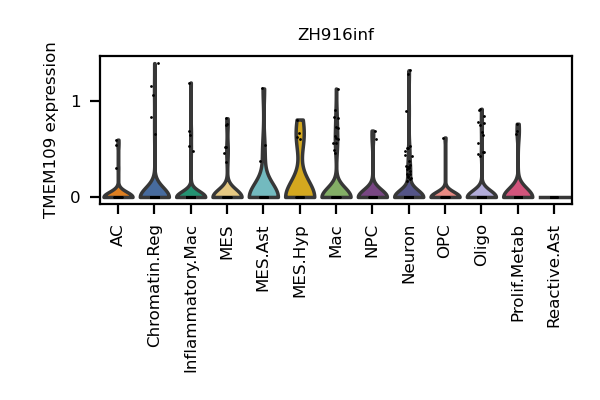 ZH916inf
TMEM109 expression
1
0
AC
Chromatin.Reg
Inflammatory.Mac
MES
MES.Ast
MES.Hyp
Mac
NPC
Neuron
OPC
Oligo
Prolif.Metab
Reactive.Ast